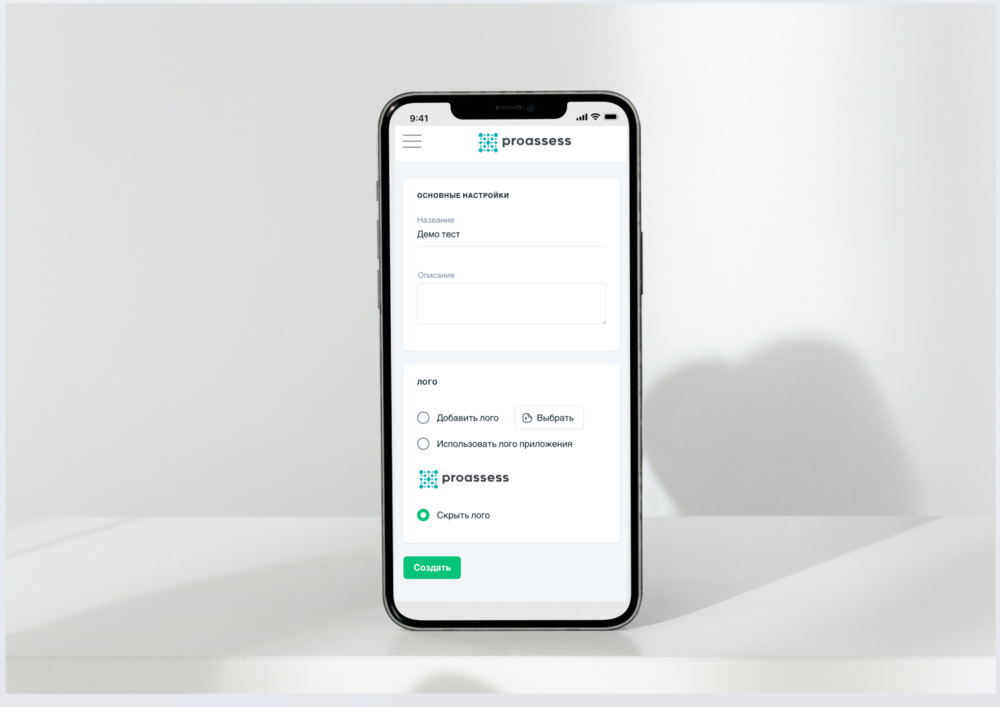 9:41
proassess
ОСНОВНЫЕ НАСТРОЙКИ
Название
Демо тест
Описание
ЛОГО
Добавить лого
Выбрать
Использовать лого приложения
proassess
Скрыть лого
Создать